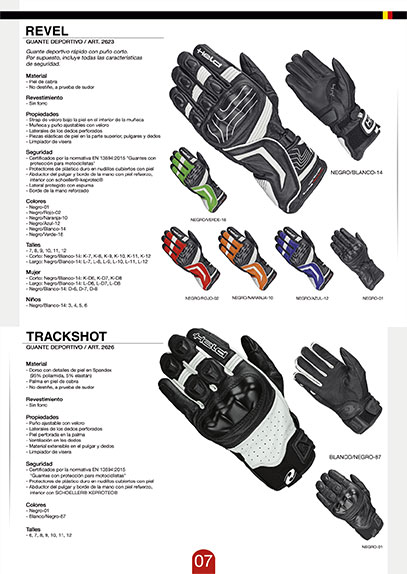 REVEL
GUANTE DEPORTIVO / ART. 2623
Guante deportivo rápido con puño corto.
Por supuesto, incluye todas las características
de seguridad.
Material
- Piel de cabra
- No destiñe, a prueba de sudor
Revestimiento
- Sin forro
Propiedades
- Strap de velcro bajo la piel en el interior de la muñeca
- Muñeca y puño ajustables con velcro
- Laterales de los dedos perforados
- Piezas elásticas de piel en la parte superior, pulgares y dedos
- Limpiador de visera
Seguridad
- Certificados por la normativa EN 13594:2015 "Guantes con
protección para motociclistas"
- Protectores de plástico duro en nudillos cubiertos con piel
- Abductor del pulgar y borde de la mano con piel refuerzo,
interior con schoeller®-keprotec®
- Lateral protegido con espuma
- Borde de la mano reforzado
Colores
- Negro-01
- Negro/Rojo-02
- Negro/Naranja-10
- Negro/Azul-12
- Negro/Blanco-14
- Negro/Verde-16
Talles
- 7, 8, 9, 10, 11, 12
- Corto: Negro/Blanco-14: K-7, K-8, K-9, K-10, K-11, K-12
- Largo: Negro/Blanco-14: L-7, L-8, L-9, L-10, L-11, L-12
Mujer
- Corto: Negro/Blanco-14: K-D6, K-D7, K-D8
- Largo: Negro/Blanco-14: L-D6, L-D7, L-D8
- Negro/Blanco-14: D-6, D-7, D-8
Niños
- Negro/Blanco-14: 3, 4, 5, 6
Held
NEGRO/BLANCO-14
NEGRO/VERDE-16
NEGRO/ROJO-02
NEGRO/NARANJA-10
NEGRO/AZUL-12
NEGRO-01
TRACKSHOT
GUANTE DEPORTIVO / ART. 2626
Material
- Dorso con detalles de piel en Spandex
(95% poliamida, 5% elastán)
- Palma en piel de cabra
- No destiñe, a prueba de sudor
Revestimiento
- Sin forro
Propiedades
- Puño ajustable con velcro
- Laterales de los dedos perforados
- Piel perforada en la palma
- Ventilación en los dedos
- Material extensible en el pulgar y dedos
- Limpiador de visera
Seguridad
- Certificados por la normativa EN 13594:2015
"Guantes con protección para motociclistas"
- Protectores de plástico duro en nudillos cubiertos con piel
- Abductor del pulgar y borde de la mano con piel refuerzo,
interior con SCHOELLER® KEPROTEC®
Colores
- Negro-01
- Blanco/Negro-87
Talles
- 6, 7, 8, 9, 10, 11, 12
Held
BLANCO/NEGRO-87
NEGRO-01
07